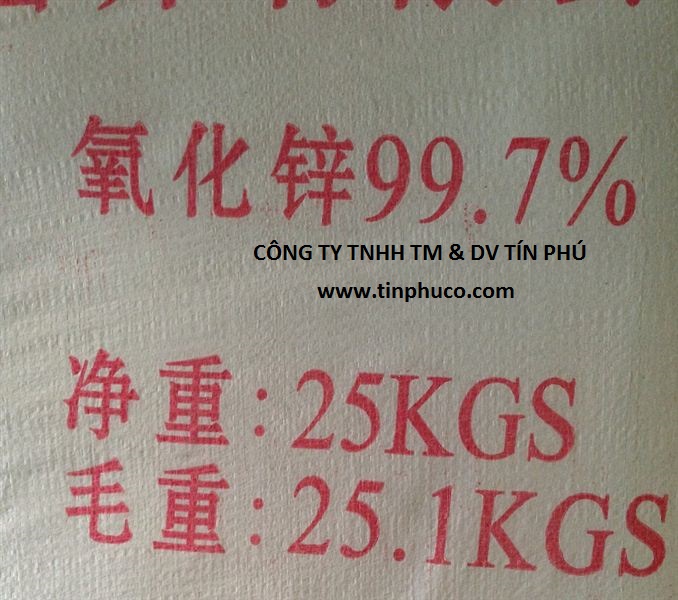 氧化锌99.7%
CÔNG TY TNHH TM & DV TÍN PHÚ
www.tinphuco.com
净重:25KGS
毛重:25.1KGS